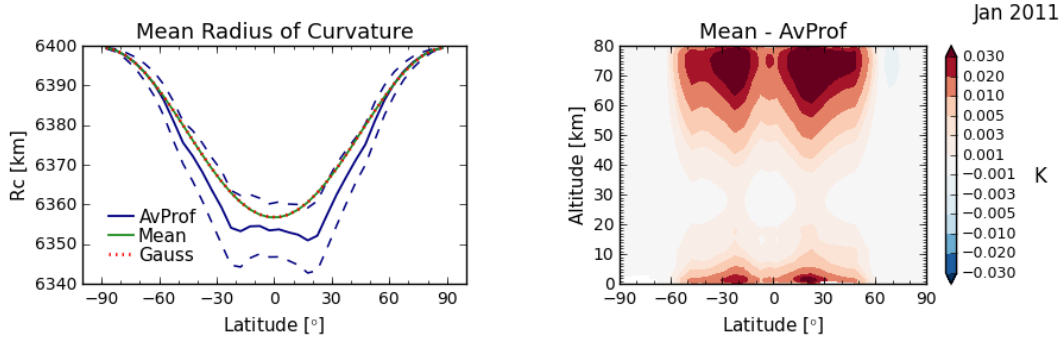 Jan 2011
Mean Radius of Curvature
Rc [km]
6400
6390
6380
6370
6360
6350
6340
AvProf
Mean
Gauss
−90 −60 −30 0 30 60 90
Latitude [°]
Mean - AvProf
Altitude [km]
80
70
60
50
40
30
20
10
0
−90 −60 −30 0 30 60 90
Latitude [°]
0.030
0.020
0.010
0.005
0.003
0.001
−0.001
−0.003
−0.005
−0.010
−0.020
−0.030
K